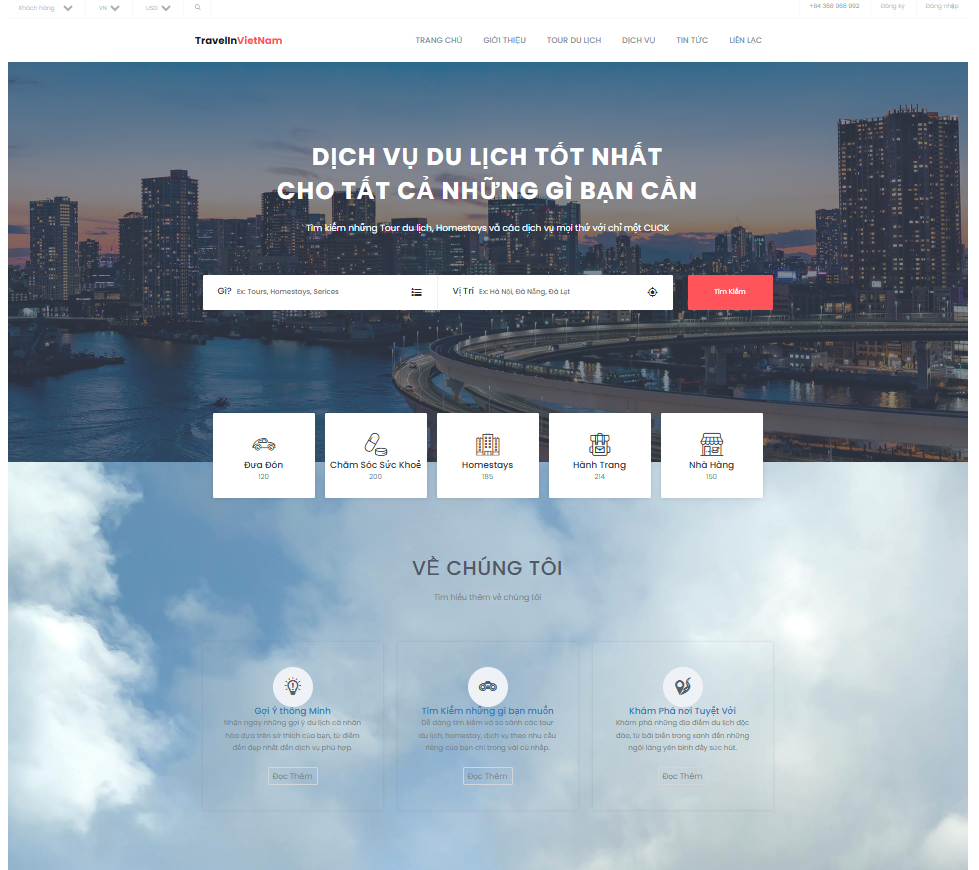 Khách hàng
VN
USD
+84 368 968 992
Đăng ký
Đăng nhập
TravelInVietNam
TRANG CHỦ
GIỚI THIỆU
TOUR DU LỊCH
DỊCH VỤ
TIN TỨC
LIÊN LẠC
DỊCH VỤ DU LỊCH TỐT NHẤT
CHO TẤT CẢ NHỮNG GÌ BẠN CẦN
Tìm kiếm những Tour du lịch, Homestays và các dịch vụ mọi thứ với chỉ một CLICK
Gì? Ex: Tours, Homestays, Serices
Vị Trí Ex: Hà Nội, Đà Nẵng, Đà Lạt
Tìm Kiếm
Đưa Đón
120
Chăm Sóc Sức Khoẻ
200
Homestays
185
Hành Trang
214
Nhà Hàng
150
VỀ CHÚNG TÔI
Tìm hiểu thêm về chúng tôi
Gợi Ý thông Minh
Nhận ngay những gợi ý du lịch cá nhân
hóa dựa trên sở thích của bạn, từ điểm
đến đẹp nhất đến dịch vụ phù hợp.
Đọc Thêm
Tìm Kiếm những gì bạn muốn
Dễ dàng tìm kiếm và so sánh các tour
du lịch, homestay, dịch vụ theo nhu cầu
riêng của bạn chỉ trong vài cú nhấp.
Đọc Thêm
Khám Phá nơi Tuyệt Vời
Khám phá những địa điểm du lịch độc
đáo, từ bãi biển trong xanh đến những
ngôi làng yên bình đầy sức hút.
Đọc Thêm